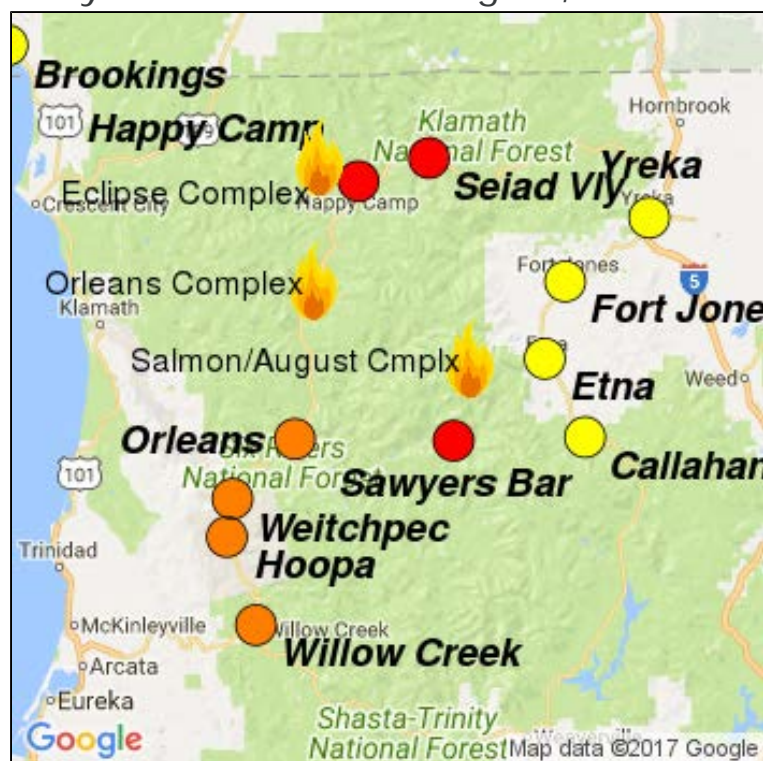 Brookings
101
Happy Camp
Klamath
National Forest
Hornbrook
Yreka
Yreka
Seiad Vly
Eclipse Complex
Crescent City
Happy Camp
Orleans Complex
Klamath
Fort Jones
5
Fort Jone
Salmon/August Cmplx
Etna
Weed
Orleans
Six Rivers
National Forest
101
Sawyers Bar
Callahan
Weitchpec
Hoopa
Trinidad
McKinleyville
Willow Creek
Willow Creek
Arcata
Eureka
Shasta-Trinity
National Forest
Google
Map data ©2017 Google